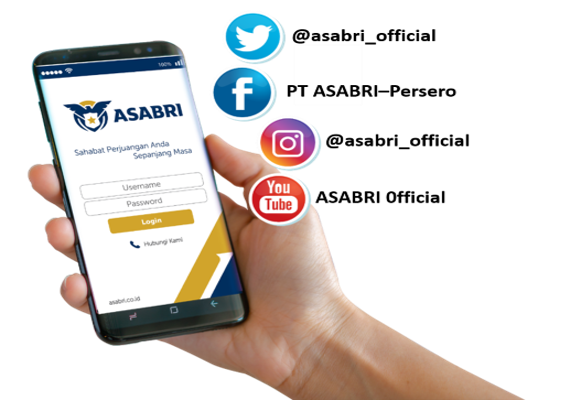 100%
ASABRI
Sahabat Perjuangan Anda
Sepanjang Masa
Username
Password
Login
Hubungi Kami
asabri.co.id
@asabri_official
PT ASABRI–Persero
@asabri_official
You
Tube
ASABRI 0fficial